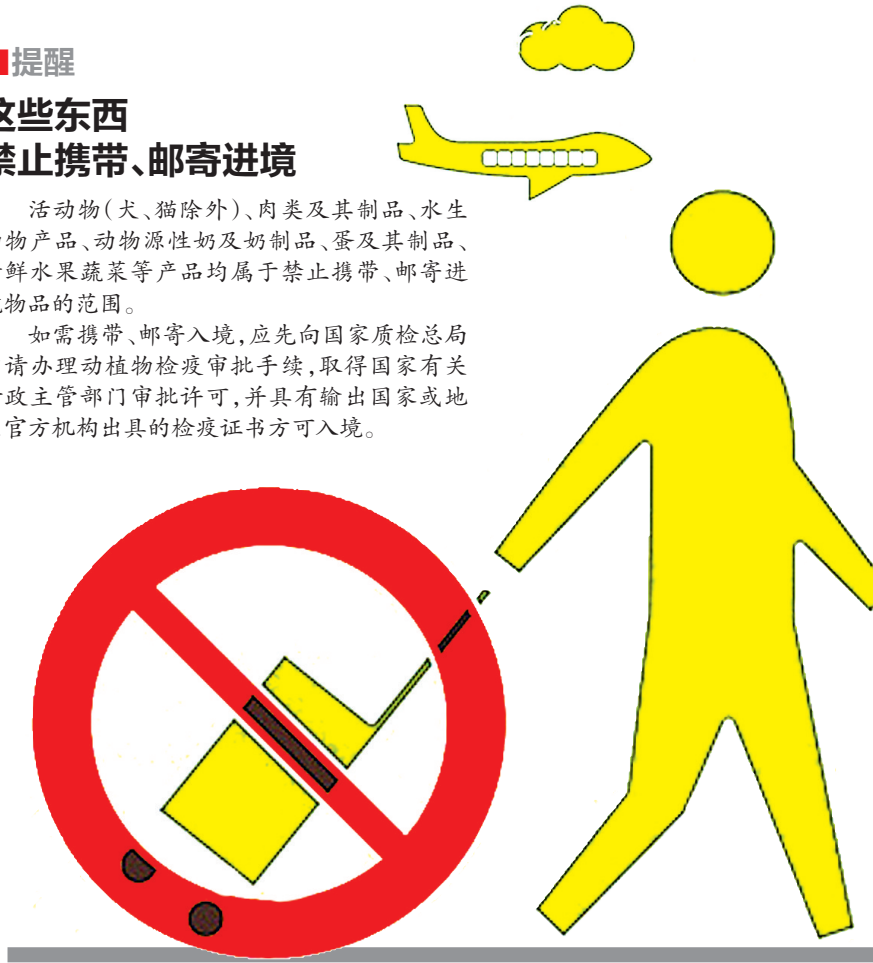 提醒
这些东西
禁止携带、邮寄进境
活动物(犬、猫除外)、肉类及其制品、水生
物产品、动物源性奶及奶制品、蛋及其制品、
鲜水果蔬菜等产品均属于禁止携带、邮寄进
物品的范围。
如需携带、邮寄入境,应先向国家质检总局
请办理动植物检疫审批手续,取得国家有关
政主管部门审批许可,并具有输出国家或地
官方机构出具的检疫证书方可入境。